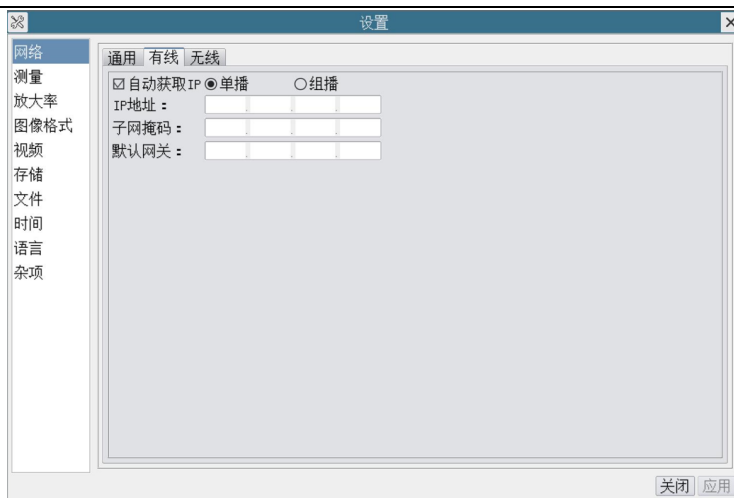 设置
网络
测量
放大率
图像格式
视频
存储
文件
时间
语言
杂项
通用 有线 无线
自动获取IP 单播 组播
IP地址：
子网掩码：
默认网关：
关闭 应用